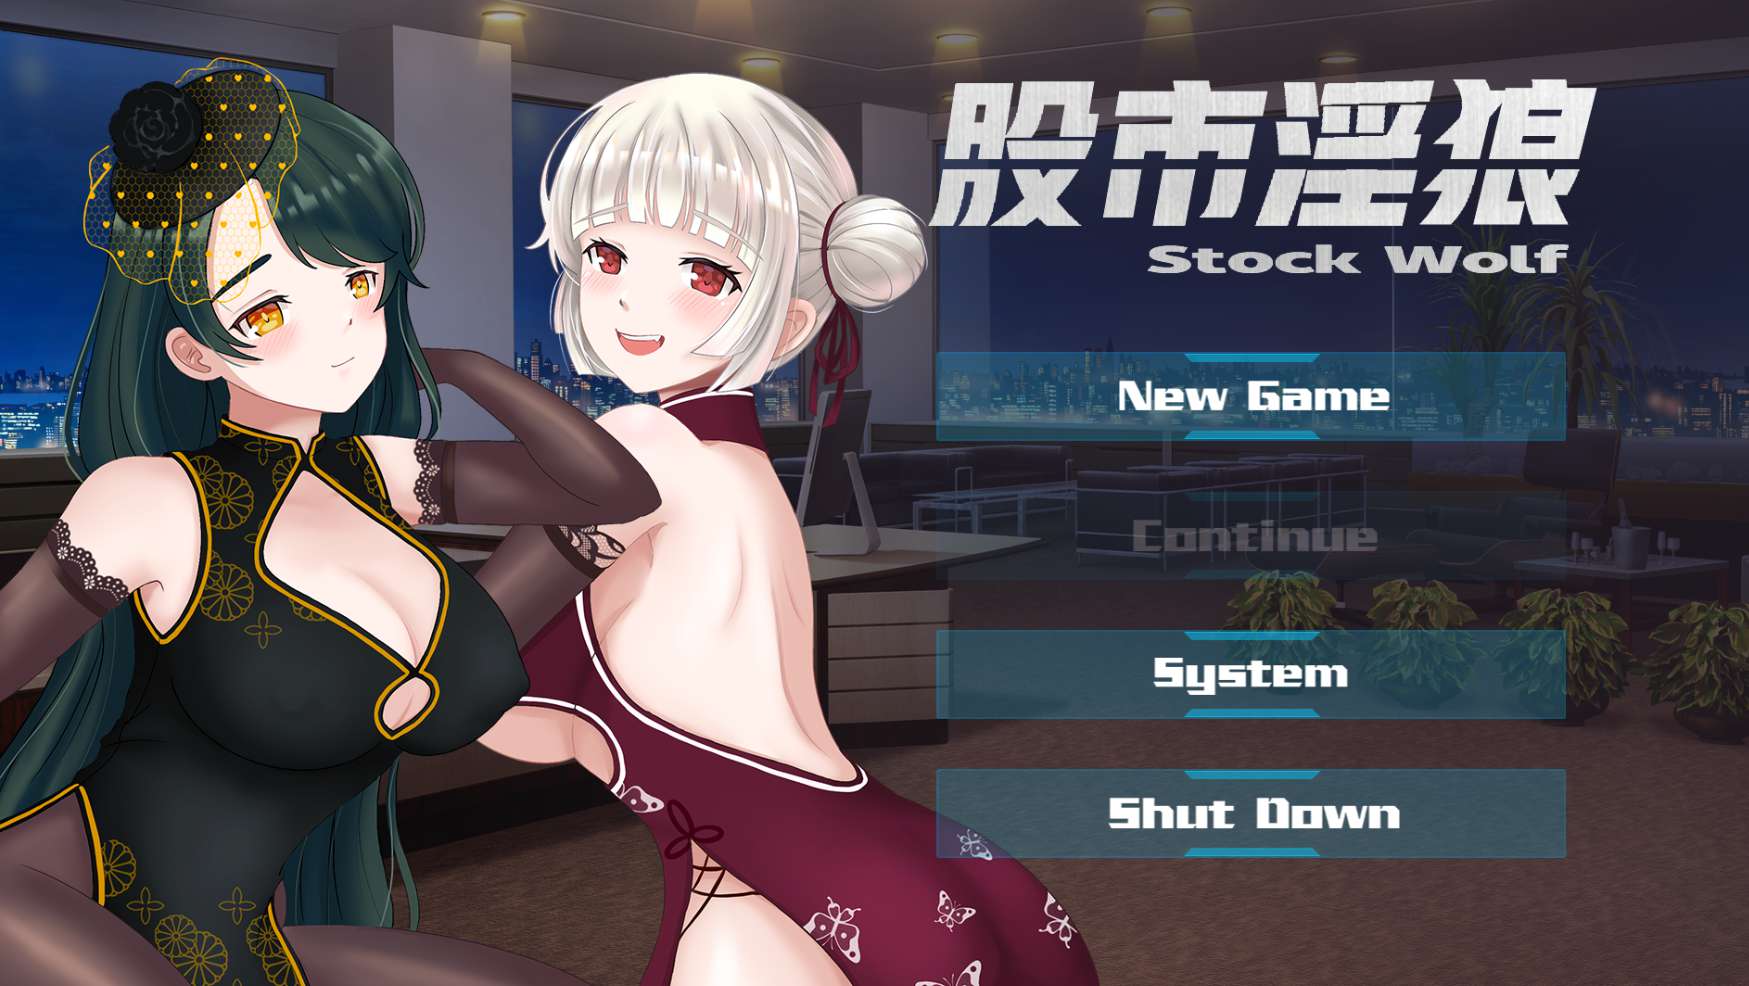 股市淫狼
Stock Wolf
New Game
Continue
System
Shut Down